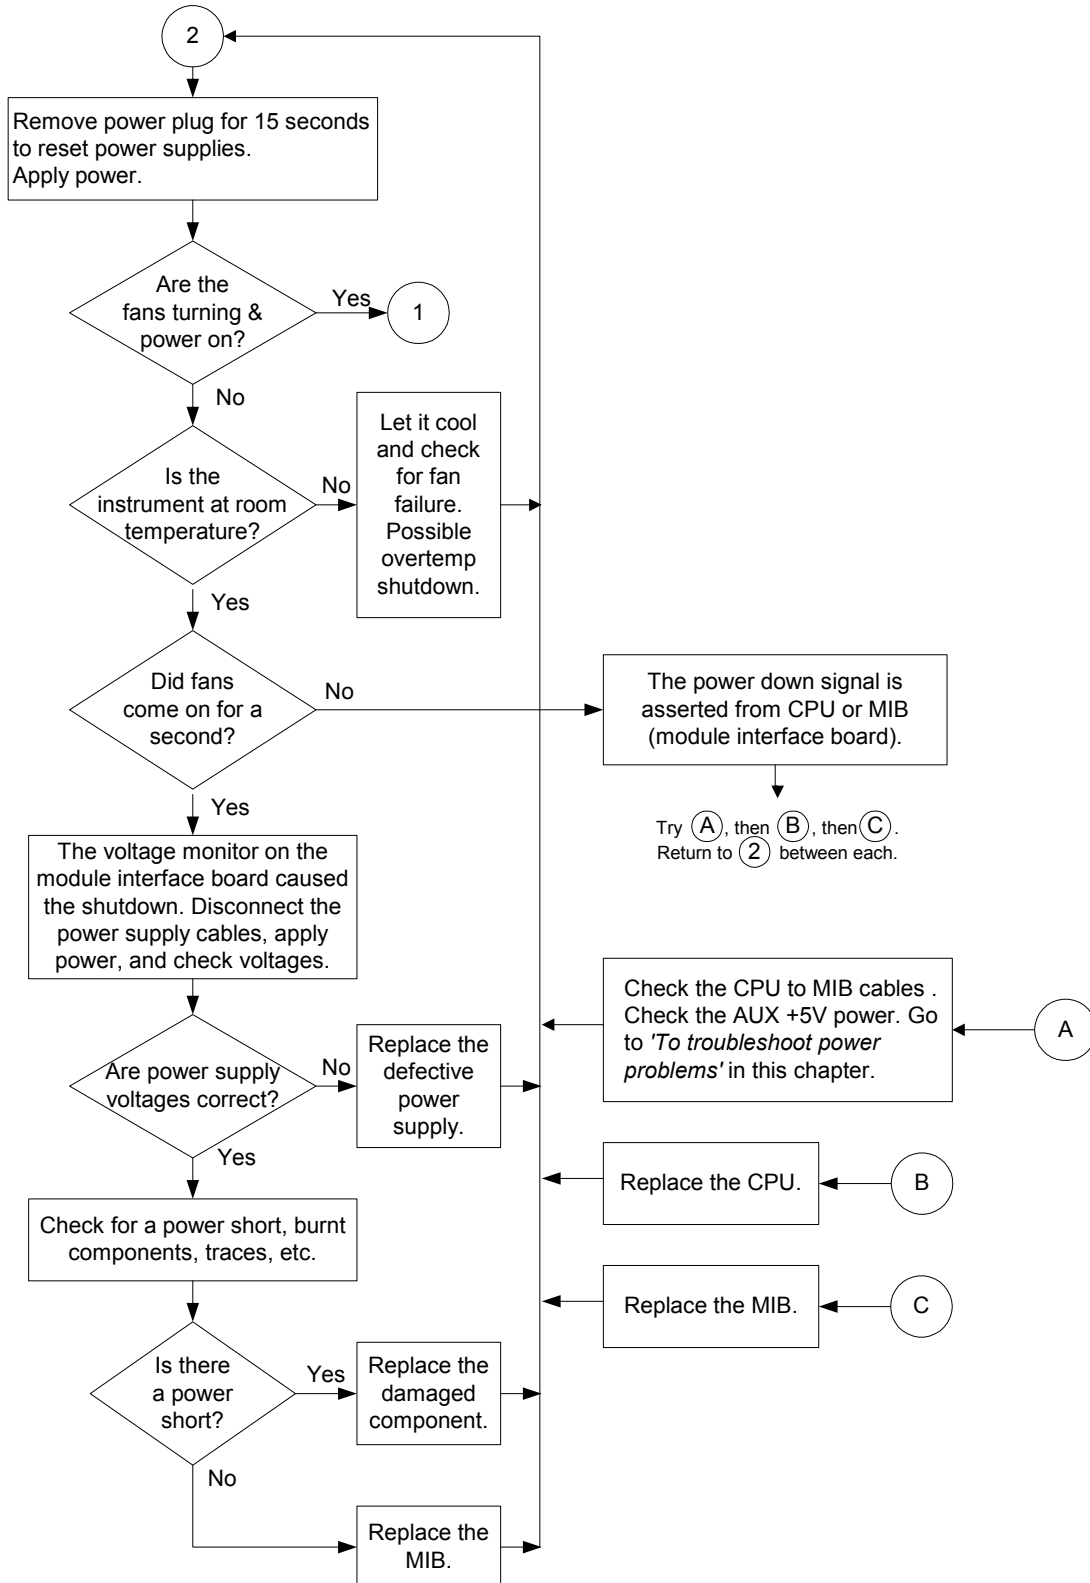 2
Remove power plug for 15 seconds
to reset power supplies.
Apply power.
Are the
fans turning &
power on?
Yes
1
No
Is the
instrument at room
temperature?
No
Let it cool
and check
for fan
failure.
Possible
overtemp
shutdown.
Yes
Did fans
come on for a
second?
No
The power down signal is
asserted from CPU or MIB
(module interface board).
Try A, then B, then C.
Return to 2 between each.
Yes
The voltage monitor on the
module interface board caused
the shutdown. Disconnect the
power supply cables, apply
power, and check voltages.
Check the CPU to MIB cables .
Check the AUX +5V power. Go
to 'To troubleshoot power
problems' in this chapter.
A
Are power supply
voltages correct?
No
Replace the
defective
power
supply.
Yes
Replace the CPU.
B
Check for a power short, burnt
components, traces, etc.
Replace the MIB.
C
Is there
a power
short?
Yes
Replace the
damaged
component.
No
Replace the
MIB.